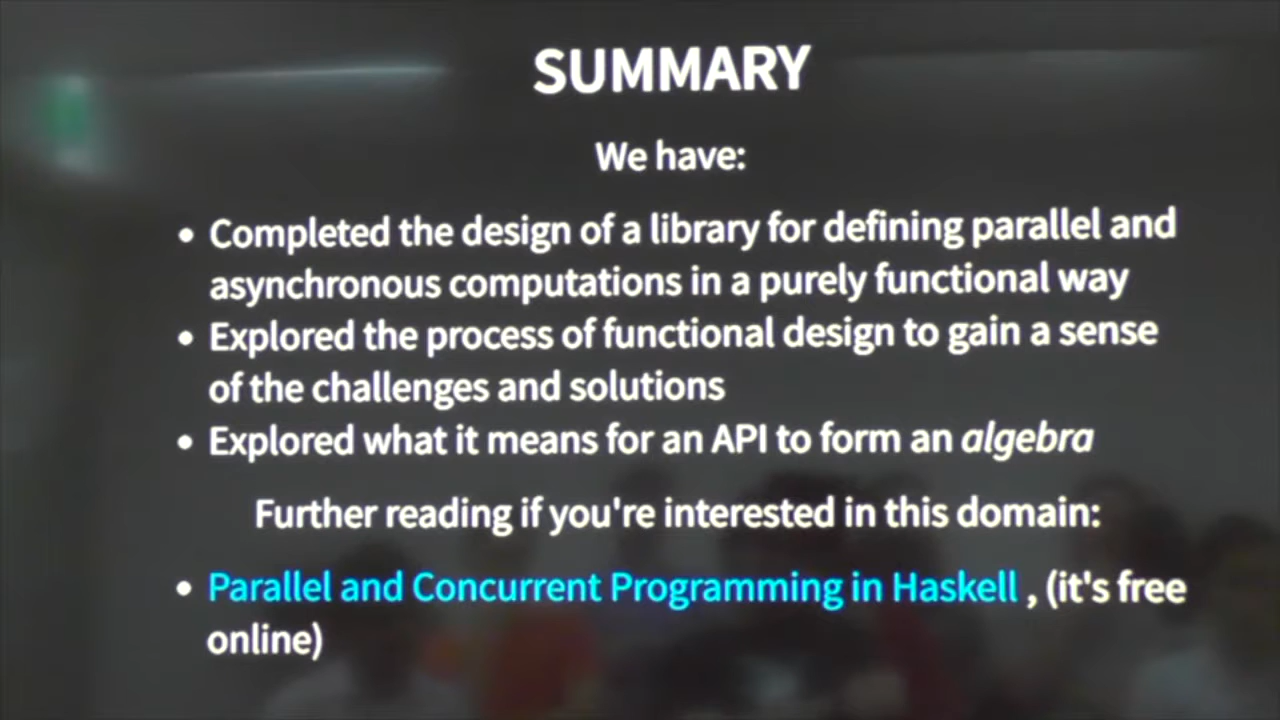 SUMMARY
We have:
• Completed the design of a library for defining parallel and
asynchronous computations in a purely functional way
• Explored the process of functional design to gain a sense
of the challenges and solutions
• Explored what it means for an API to form an algebra
Further reading if you're interested in this domain:
• Parallel and Concurrent Programming in Haskell , (it's free
online)